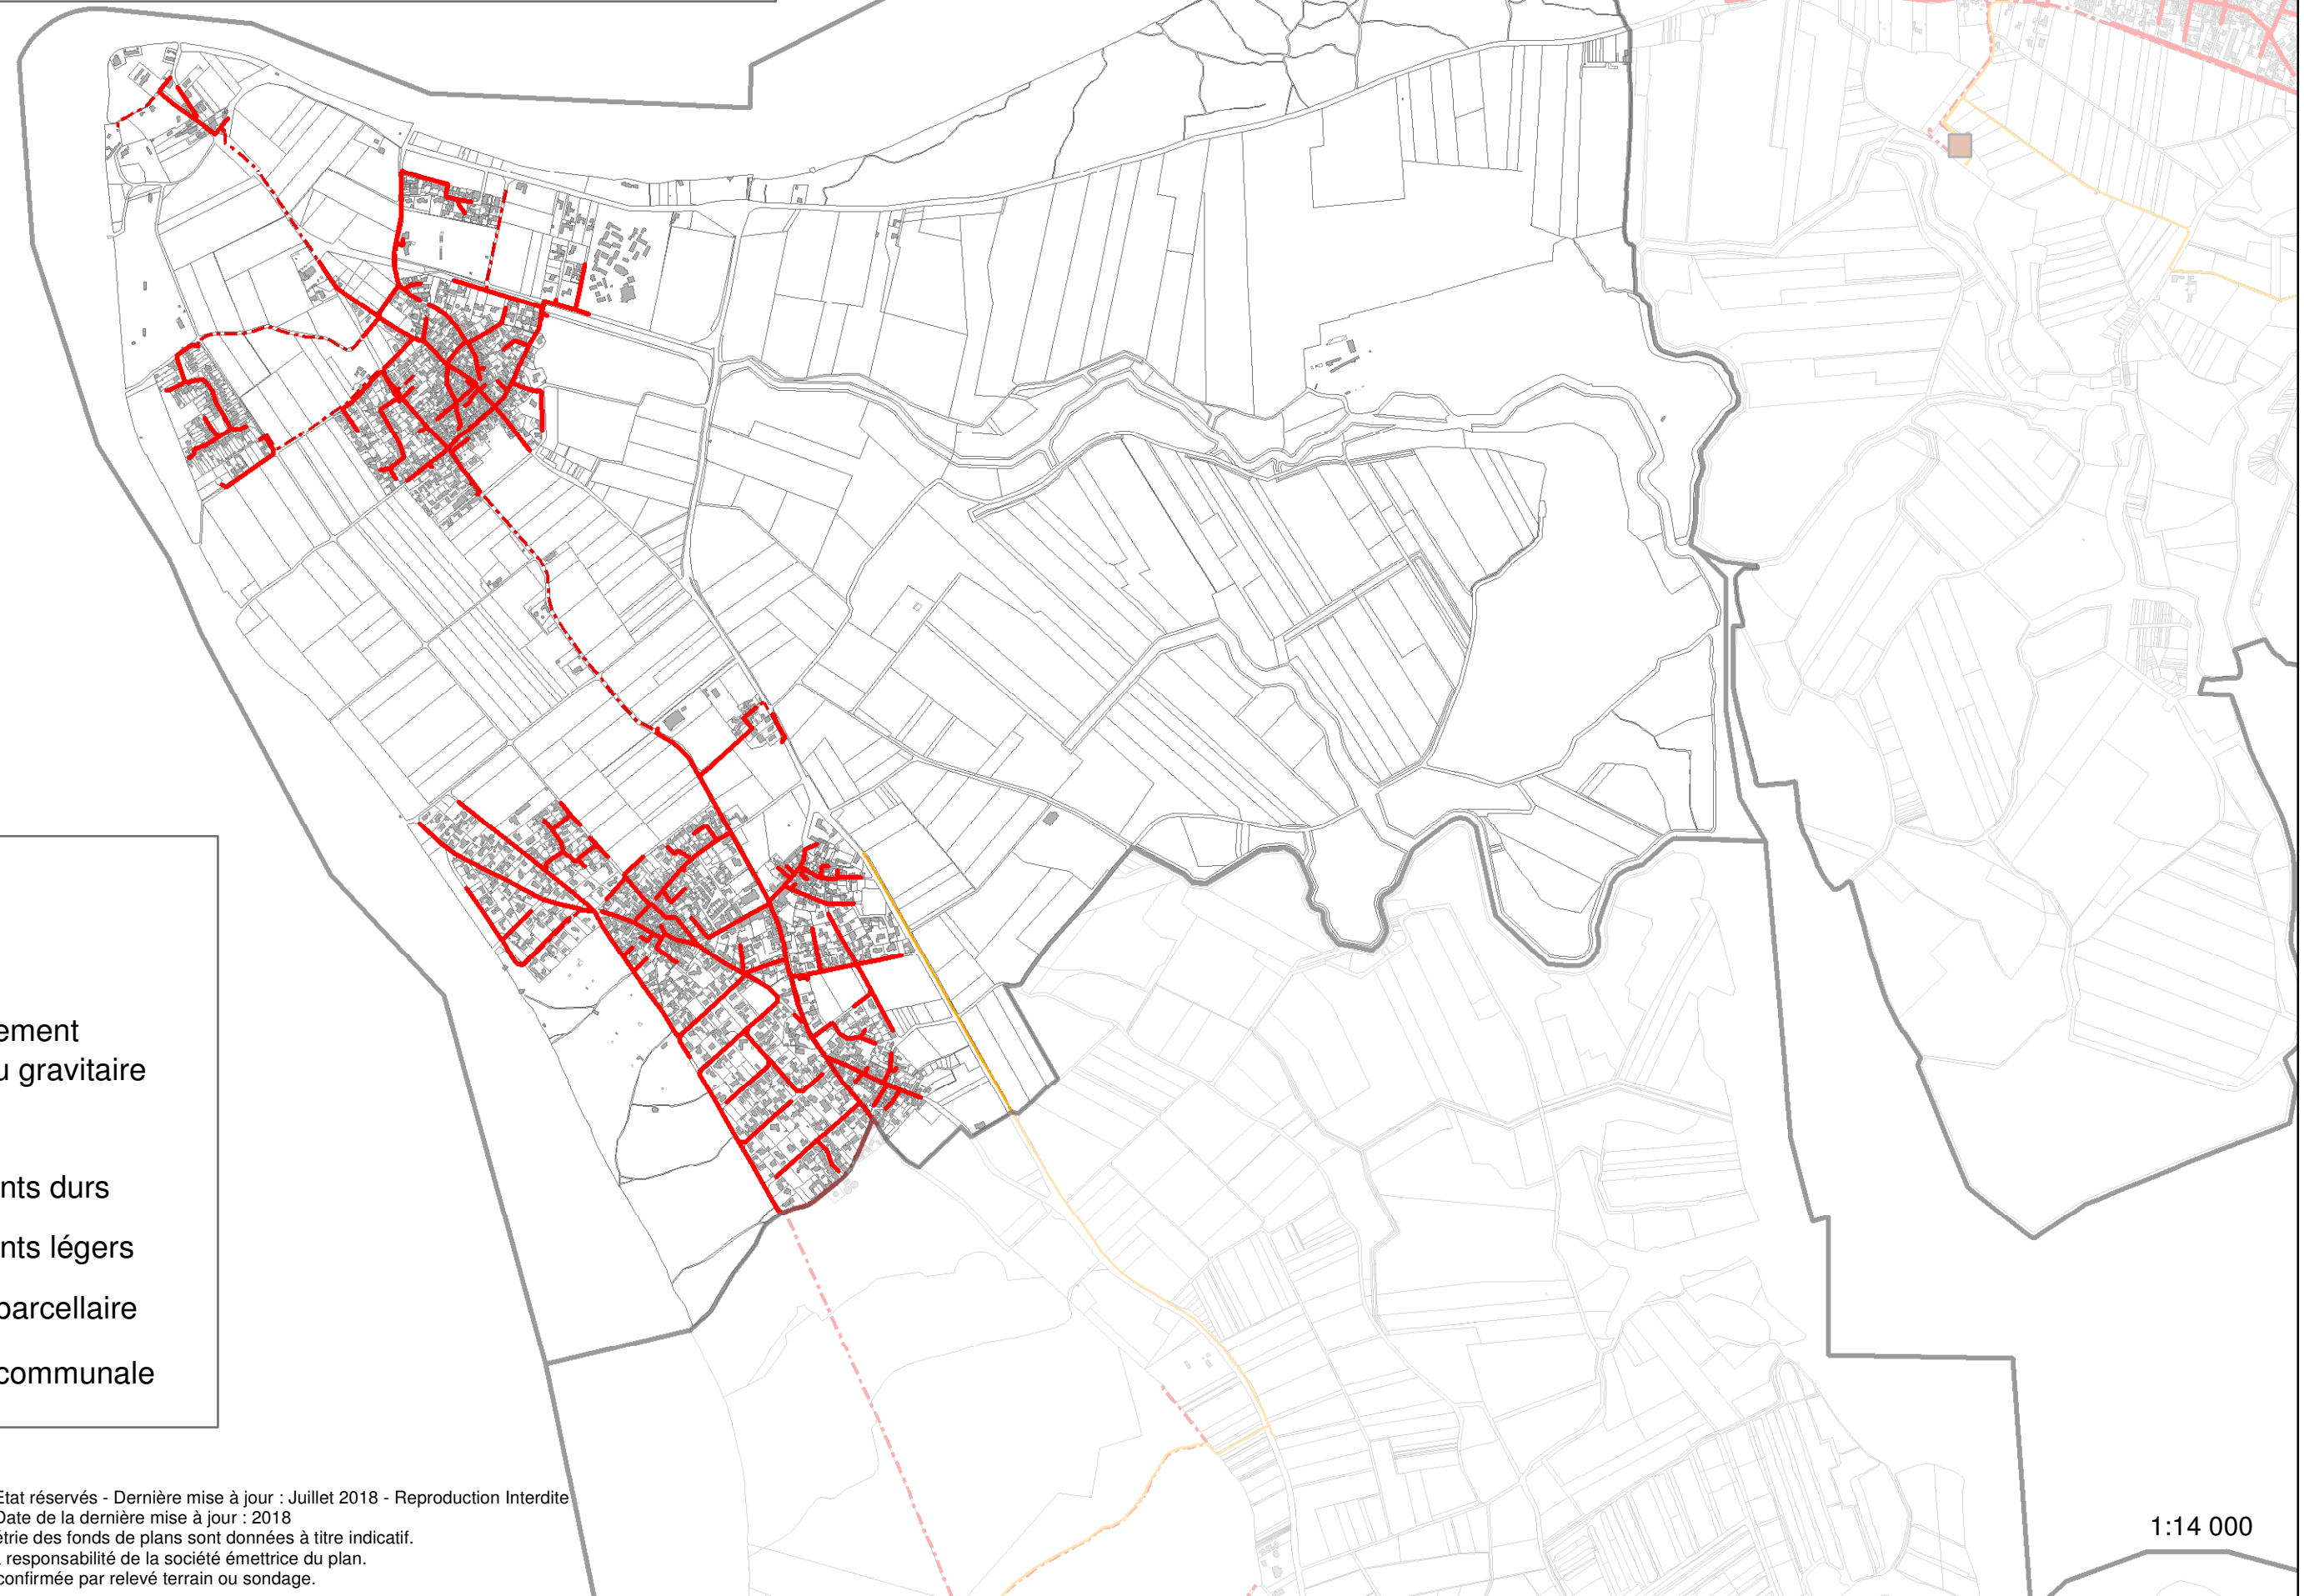 ement
u gravitaire
nts durs
nts légers
parcellaire
communale
Etat réservés - Dernière mise à jour : Juillet 2018 - Reproduction Interdite
Date de la dernière mise à jour : 2018
étrie des fonds de plans sont données à titre indicatif.
responsabilité de la société émettrice du plan.
confirmée par relevé terrain ou sondage.
1:14 000